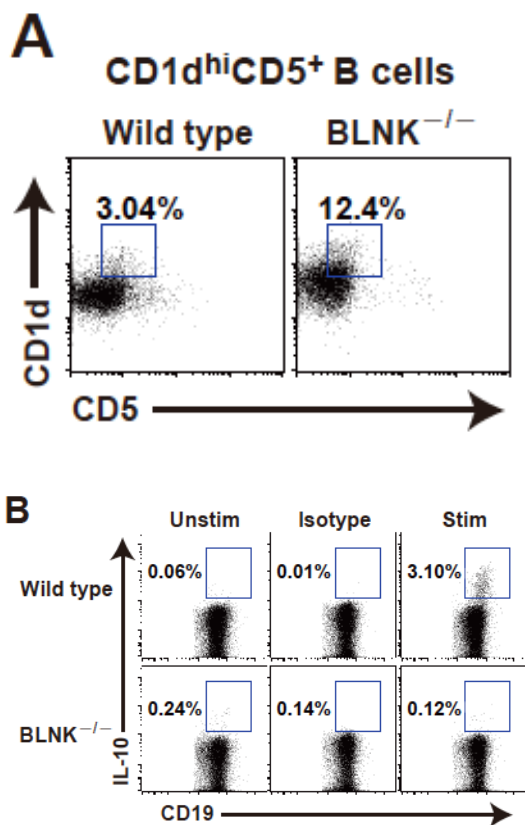 A
CD1dhiCD5+ B cells
Wild type BLNK−/−
3.04% 12.4%
CD1d
CD5
B
Unstim Isotype Stim
Wild type 0.06% 0.01% 3.10%
BLNK−/− 0.24% 0.14% 0.12%
IL-10
CD19